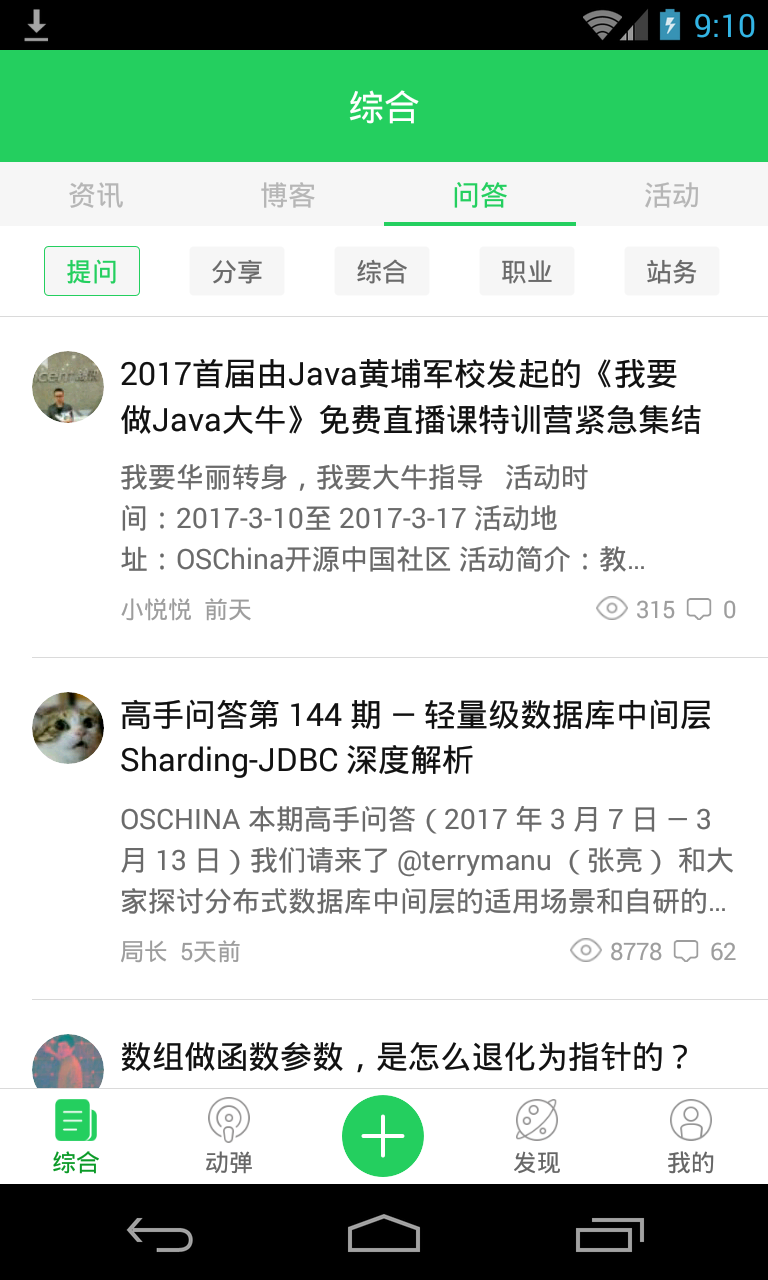 9:10
综合
资讯 博客 问答 活动
提问 分享 综合 职业 站务
2017首届由Java黄埔军校发起的《我要
做Java大牛》免费直播课特训营紧急集结
我要华丽转身，我要大牛指导 活动时
间：2017-3-10至 2017-3-17 活动地
址：OSChina开源中国社区 活动简介：教...
小悦悦 前天 315 0
高手问答第 144 期 — 轻量级数据库中间层
Sharding-JDBC 深度解析
OSCHINA 本期高手问答（2017 年 3 月 7 日 — 3
月 13 日）我们请来了 @terrymanu （张亮） 和大
家探讨分布式数据库中间层的适用场景和自研的...
局长 5天前 8778 62
数组做函数参数，是怎么退化为指针的？
综合 动弹 发现 我的